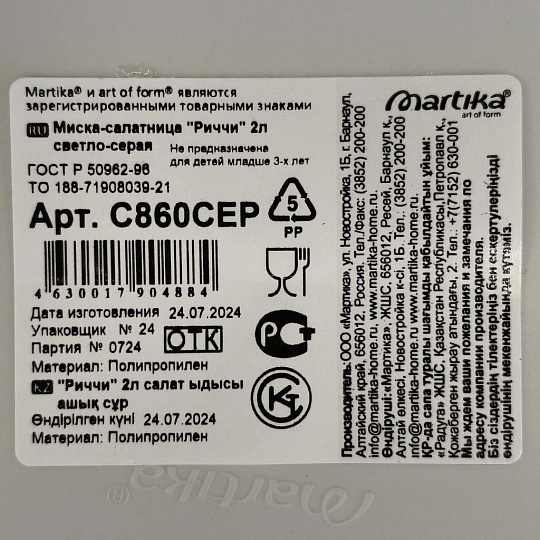 Martika® и art of form® являются
зарегистрированными товарными знаками
RU Миска-салатница "Риччи" 2л
светло-серая
Не предназначена
для детей младше 3-х лет
ГОСТ Р 50962-96
ТО 188-71908039-21
Арт. С860СЕР
5
PP
4 630017 904884
Дата изготовления 24.07.2024
Упаковщик № 24
Партия № 0724
ОТК
Материал: Полипропилен
KZ "Риччи" 2л салат ыдысы
ашық сұр
Өндірілген күні 24.07.2024
Материал: Полипропилен
martika®
art of form
Производитель: ООО «Мартика», ул. Новостройка, 1Б, г. Барнаул,
Алтайский край, 656012, Россия, Тел./Факс: (3852) 200-200
info@martika-home.ru www.martika-home.ru
Өндіруші: «Мартика», ЖШС, 656012, Ресей, Барнаул к.,
Алтай өлкесі, Новостройка к-сі, 1Б., Тел.: (3852) 200-200
info@martika-home.ru www.martika-home.ru
ҚР-да сапа туралы шағымды қабылдайтын ұйым:
«Радуга» ЖШС, Қазақстан Республикасы, Петропавл қ.,
Қожаберген жырау атындағы, 2. Тел.: +7(7152) 630-001
Мы ждем ваши пожелания и замечания по
адресу компании производителя.
Біз сіздердің тілектеріңіз бен ескертулеріңізді
өндірушінің мекенжайында күтеміз.
martika®